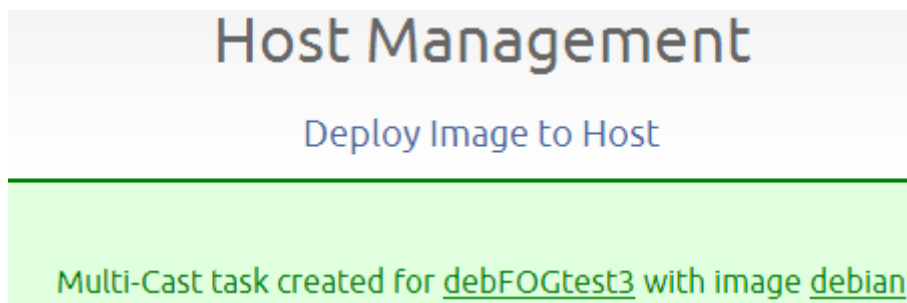 Host Management
Deploy Image to Host
Multi-Cast task created for debFOGtest3 with image debian